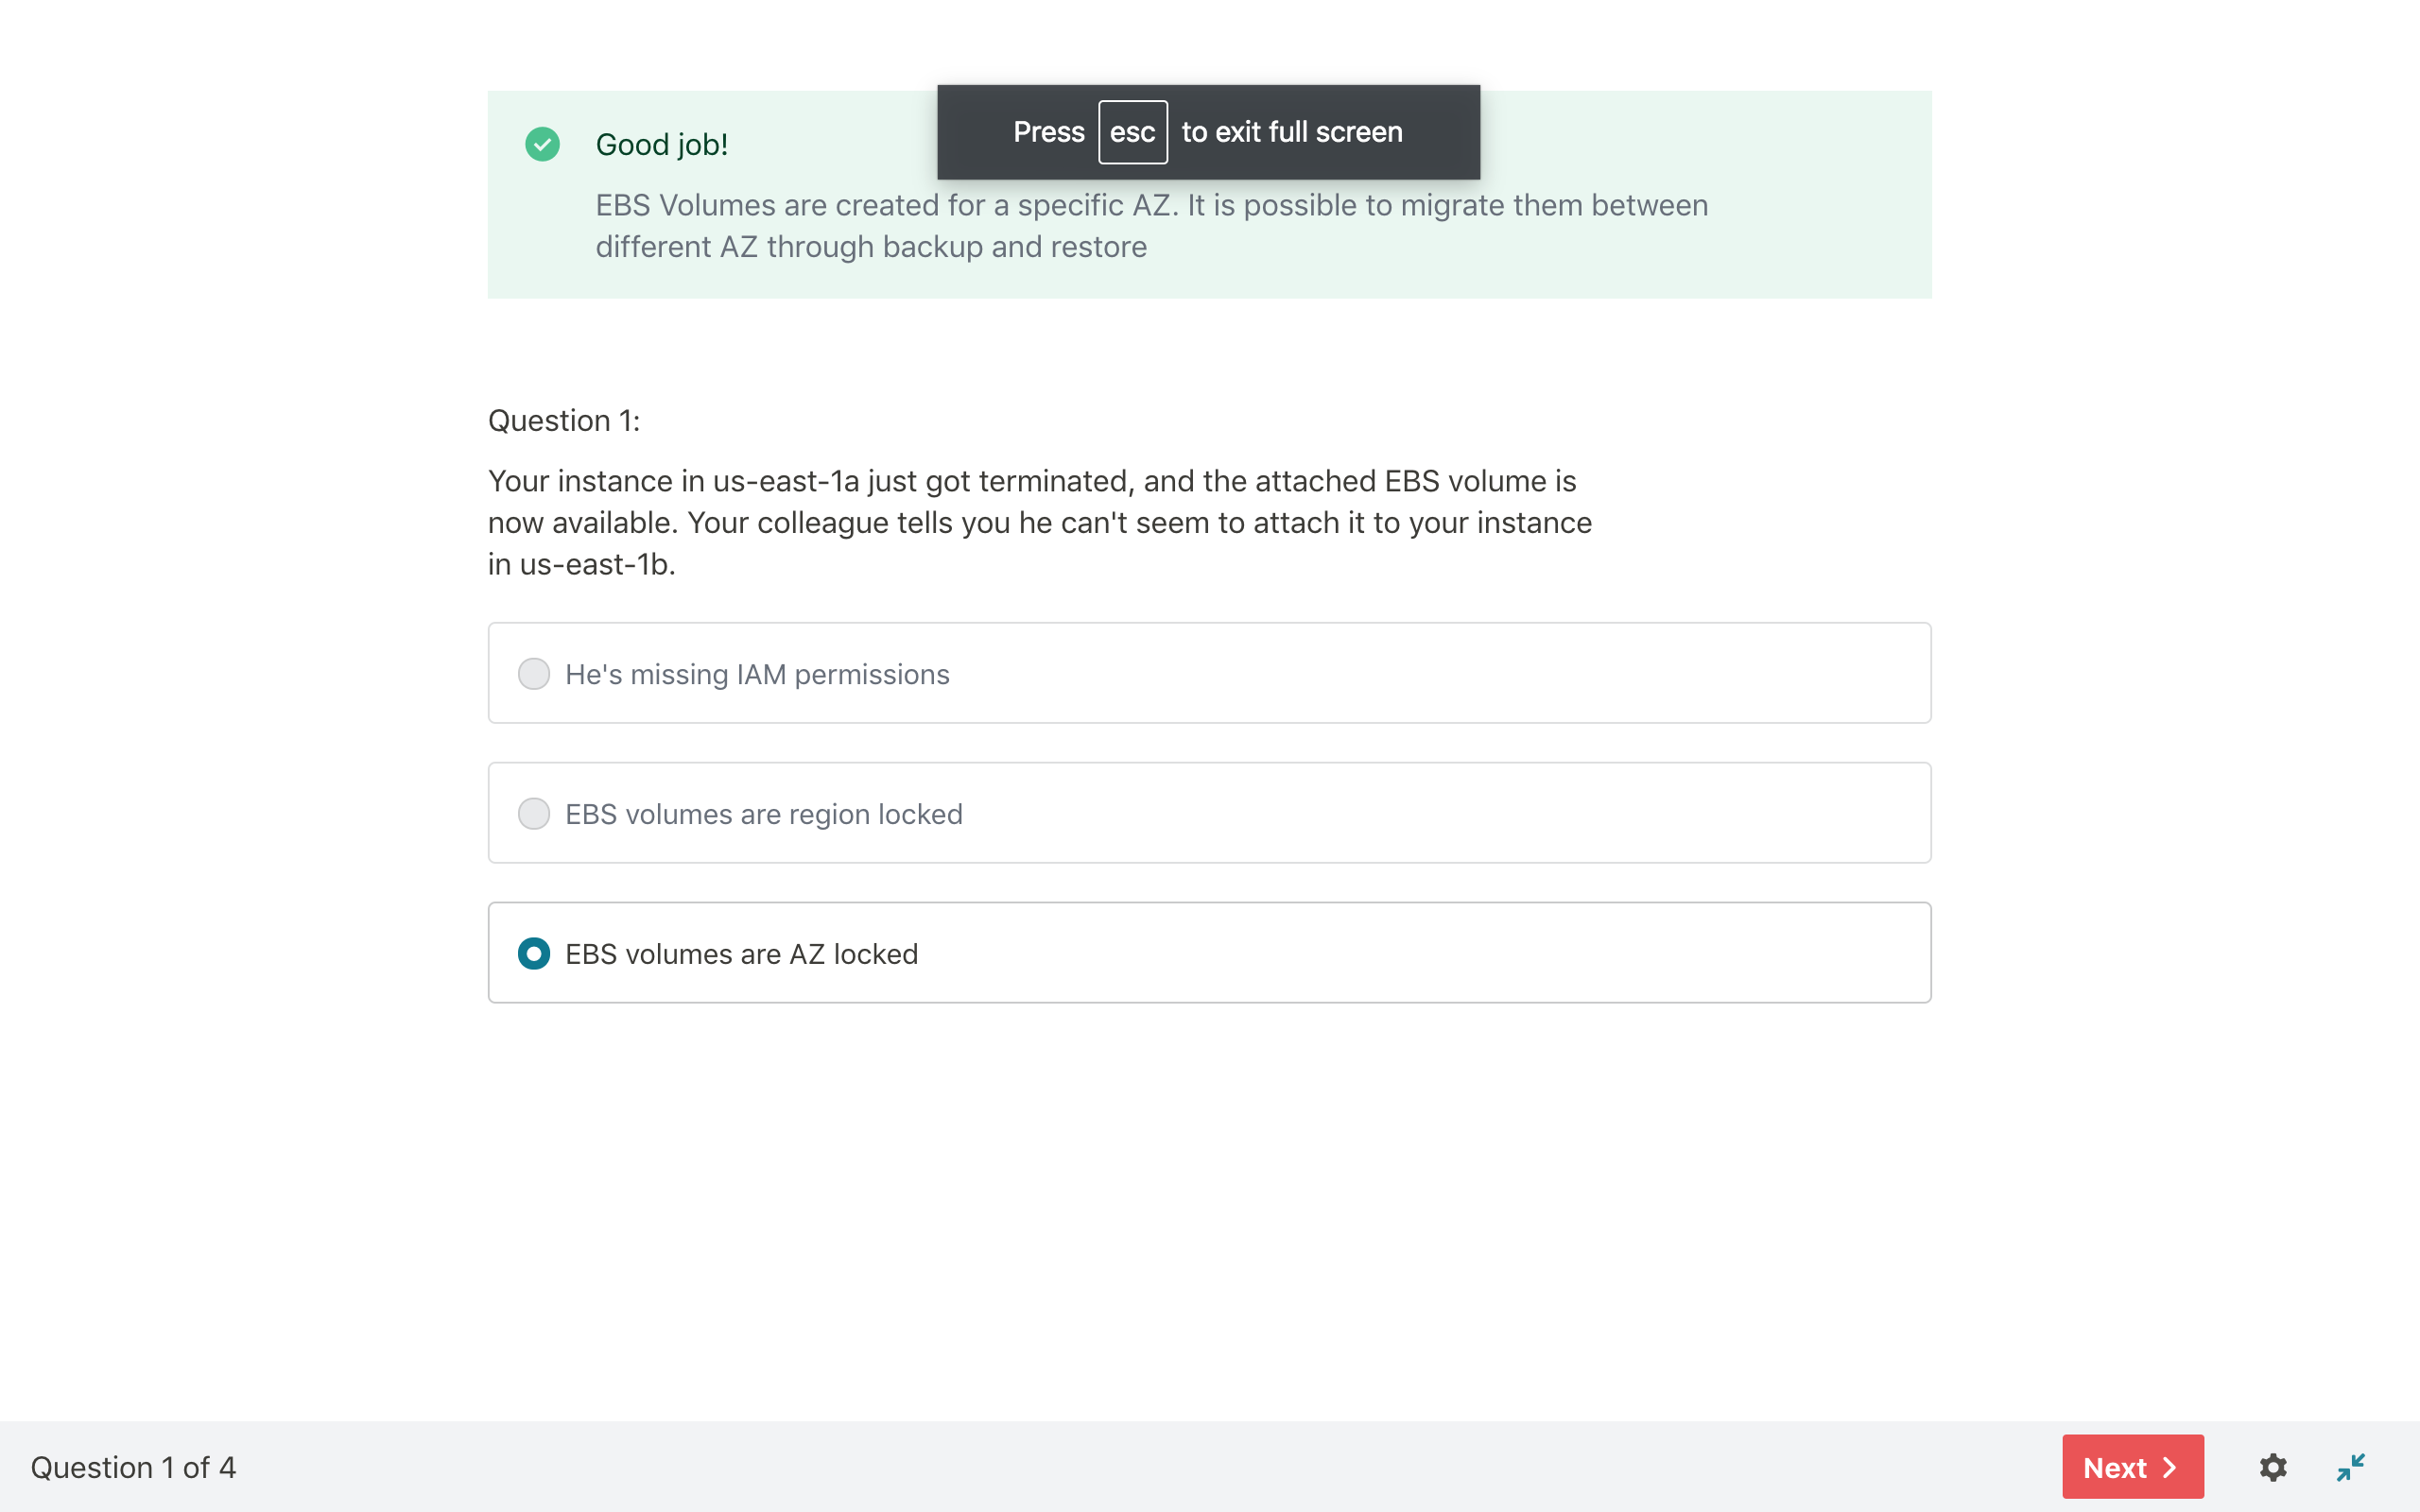 Press esc to exit full screen
Good job!
EBS Volumes are created for a specific AZ. It is possible to migrate them between
different AZ through backup and restore
Question 1:
Your instance in us-east-1a just got terminated, and the attached EBS volume is
now available. Your colleague tells you he can't seem to attach it to your instance
in us-east-1b.
He's missing IAM permissions
EBS volumes are region locked
EBS volumes are AZ locked
Question 1 of 4
Next